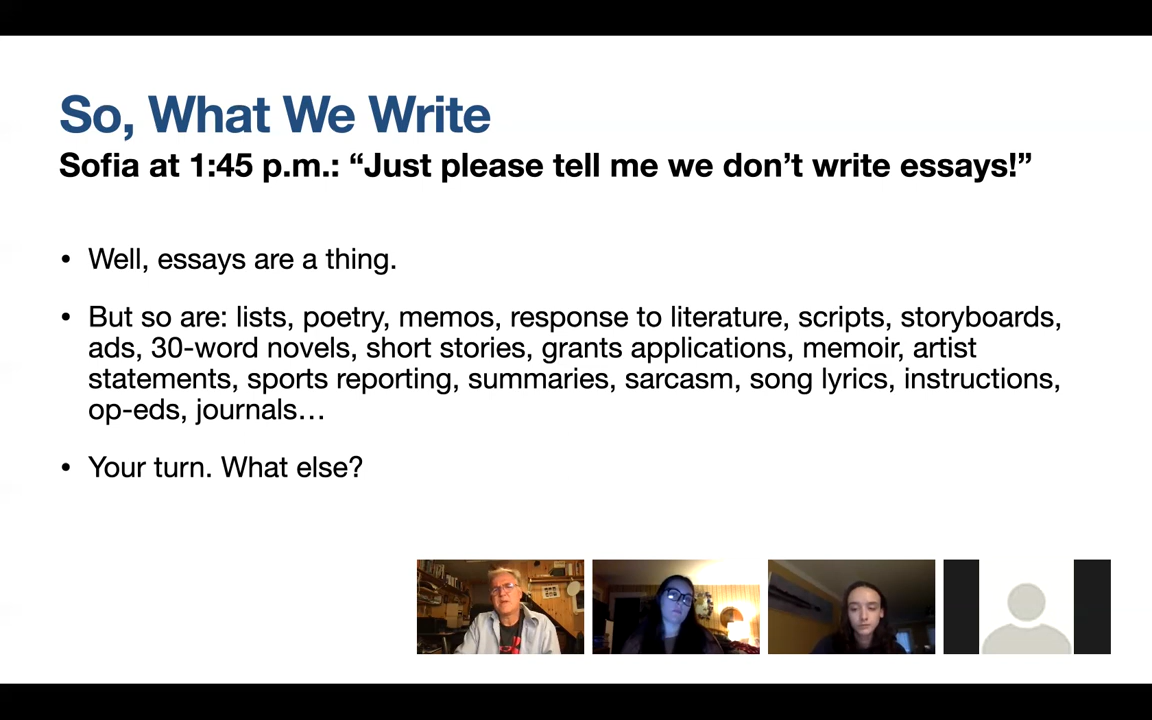 So, What We Write
Sofia at 1:45 p.m.: “Just please tell me we don’t write essays!”
• Well, essays are a thing.
• But so are: lists, poetry, memos, response to literature, scripts, storyboards,
ads, 30-word novels, short stories, grants applications, memoir, artist
statements, sports reporting, summaries, sarcasm, song lyrics, instructions,
op-eds, journals…
• Your turn. What else?